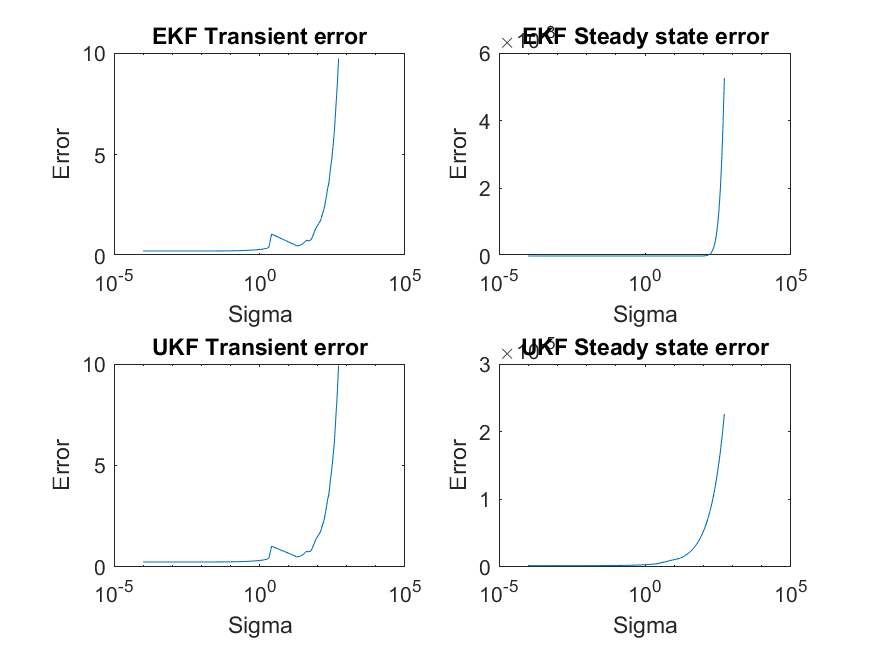 EKF Transient error
10
5
0
Error
10^-5 10^0 10^5
Sigma
EKF Steady state error
6
4
2
0
Error
10^-5 10^0 10^5
Sigma
UKF Transient error
10
5
0
Error
10^-5 10^0 10^5
Sigma
UKF Steady state error
×10^-5
3
2
1
0
Error
10^-5 10^0 10^5
Sigma